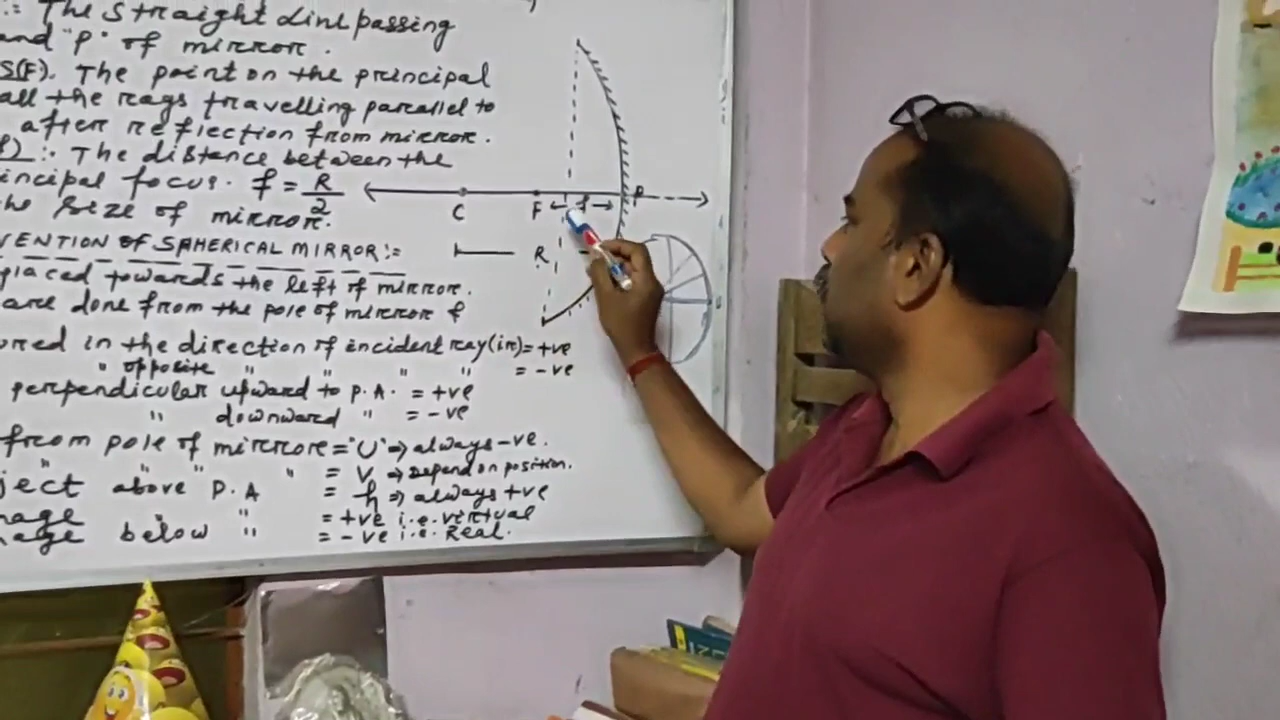 :- The straight line passing
and "P" of mirror.
S(F). The point on the principal
all the rays travelling parallel to
after reflection from mirror.
f) :- The distance between the
incipal focus. f = R/2
he size of mirror.
VENTION OF SPHERICAL MIRROR :-
placed towards the left of mirror.
are done from the pole of mirror &
ured in the direction of incident ray(ir) = +ve
" opposite " " " " = -ve
perpendicular upward to P.A. = +ve
" downward " = -ve
from pole of mirror = "U" => always -ve.
" " " " = V => Depend on position.
ject above P.A = h => always +ve
mage " " = +ve i.e. virtual
mage below " = -ve i.e. Real.
C F f P
R